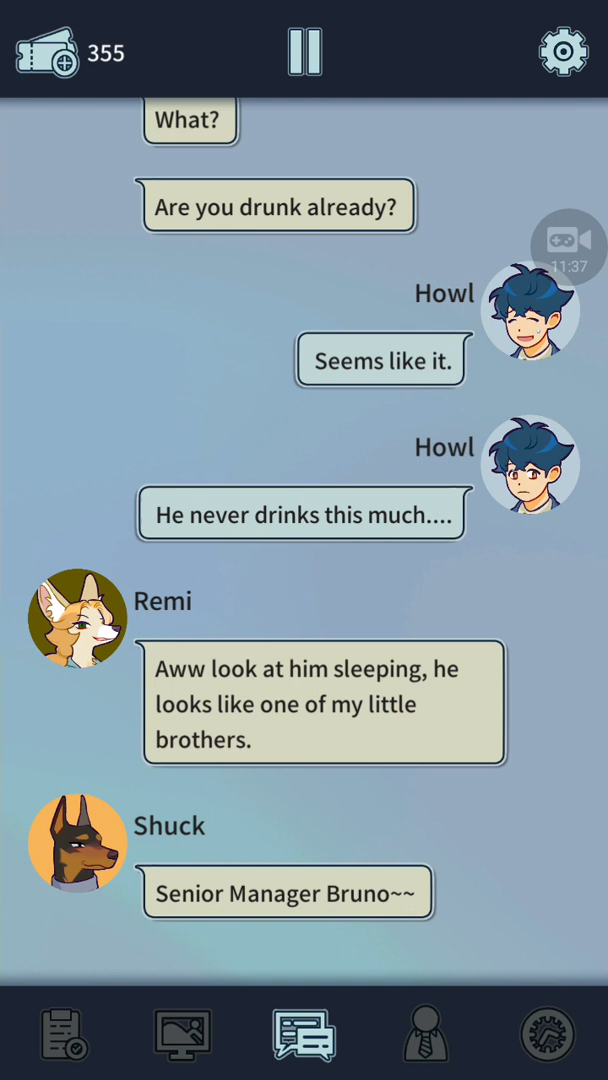 355
What?
Are you drunk already?
11:37
Howl
Seems like it.
Howl
He never drinks this much....
Remi
Aww look at him sleeping, he
looks like one of my little
brothers.
Shuck
Senior Manager Bruno~~